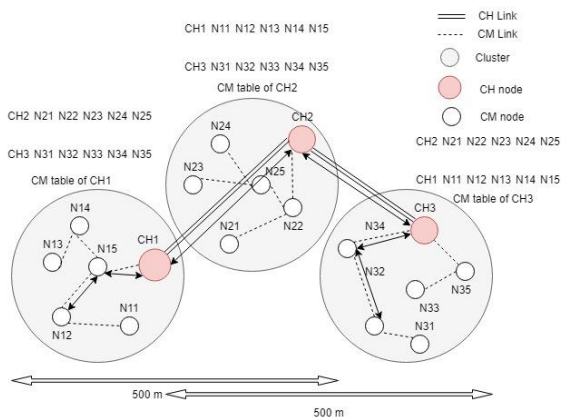 CH1 N11 N12 N13 N14 N15
CH3 N31 N32 N33 N34 N35
CM table of CH2
CH Link
CM Link
Cluster
CH node
CM node
CH2 N21 N22 N23 N24 N25
CH3 N31 N32 N33 N34 N35
CM table of CH1
CH2 N21 N22 N23 N24 N25
CH1 N11 N12 N13 N14 N15
CM table of CH3
CH2
N24
N23
N25
N21
N22
N14
N13
N15
CH1
N11
N12
CH3
N34
N32
N35
N33
N31
500 m
500 m